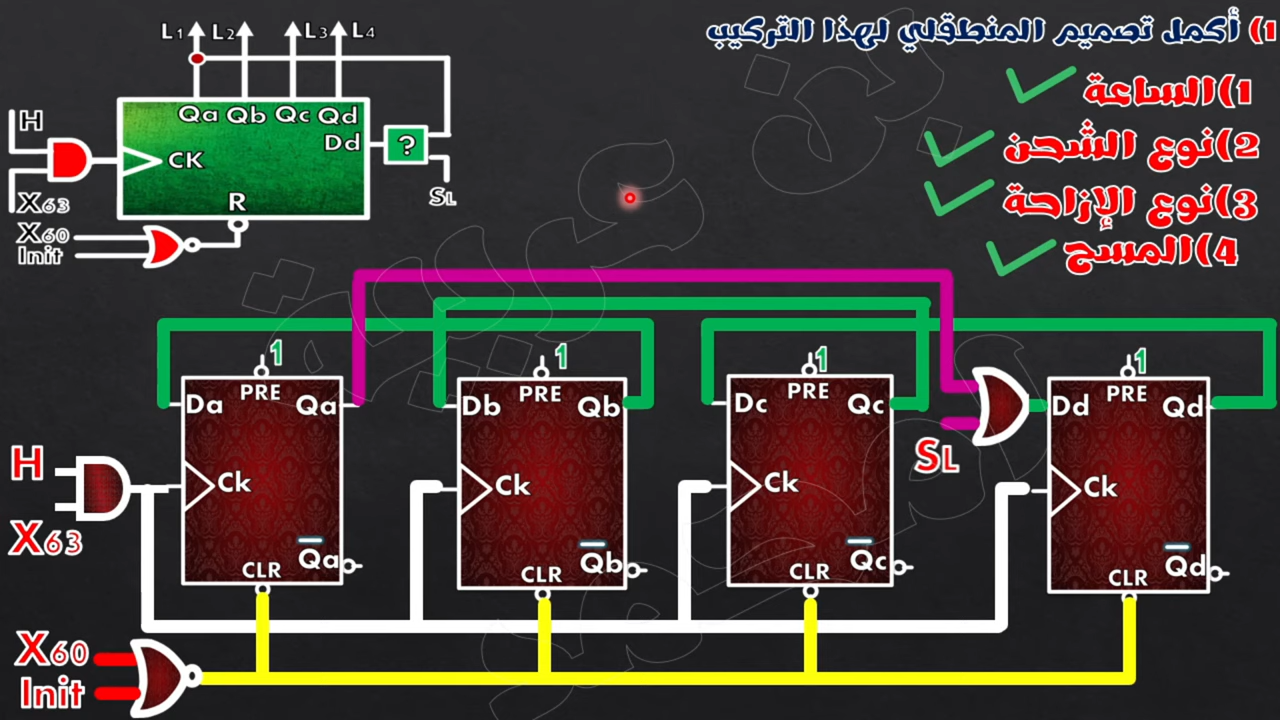 1) أكمل تصميم المنطقلي لهذا التركيب
1)الساعة
2)نوع الشحن
3)نوع الإزاحة
4)المسح
L1 L2 L3 L4
Qa Qb Qc Qd
H
Dd
?
CK
X63
R
SL
X60
Init
1 1 1 1
PRE PRE PRE PRE
Da Qa Db Qb Dc Qc Dd Qd
SL
H
Ck Ck Ck Ck
X63
Qa Qb Qc Qd
CLR CLR CLR CLR
X60
Init